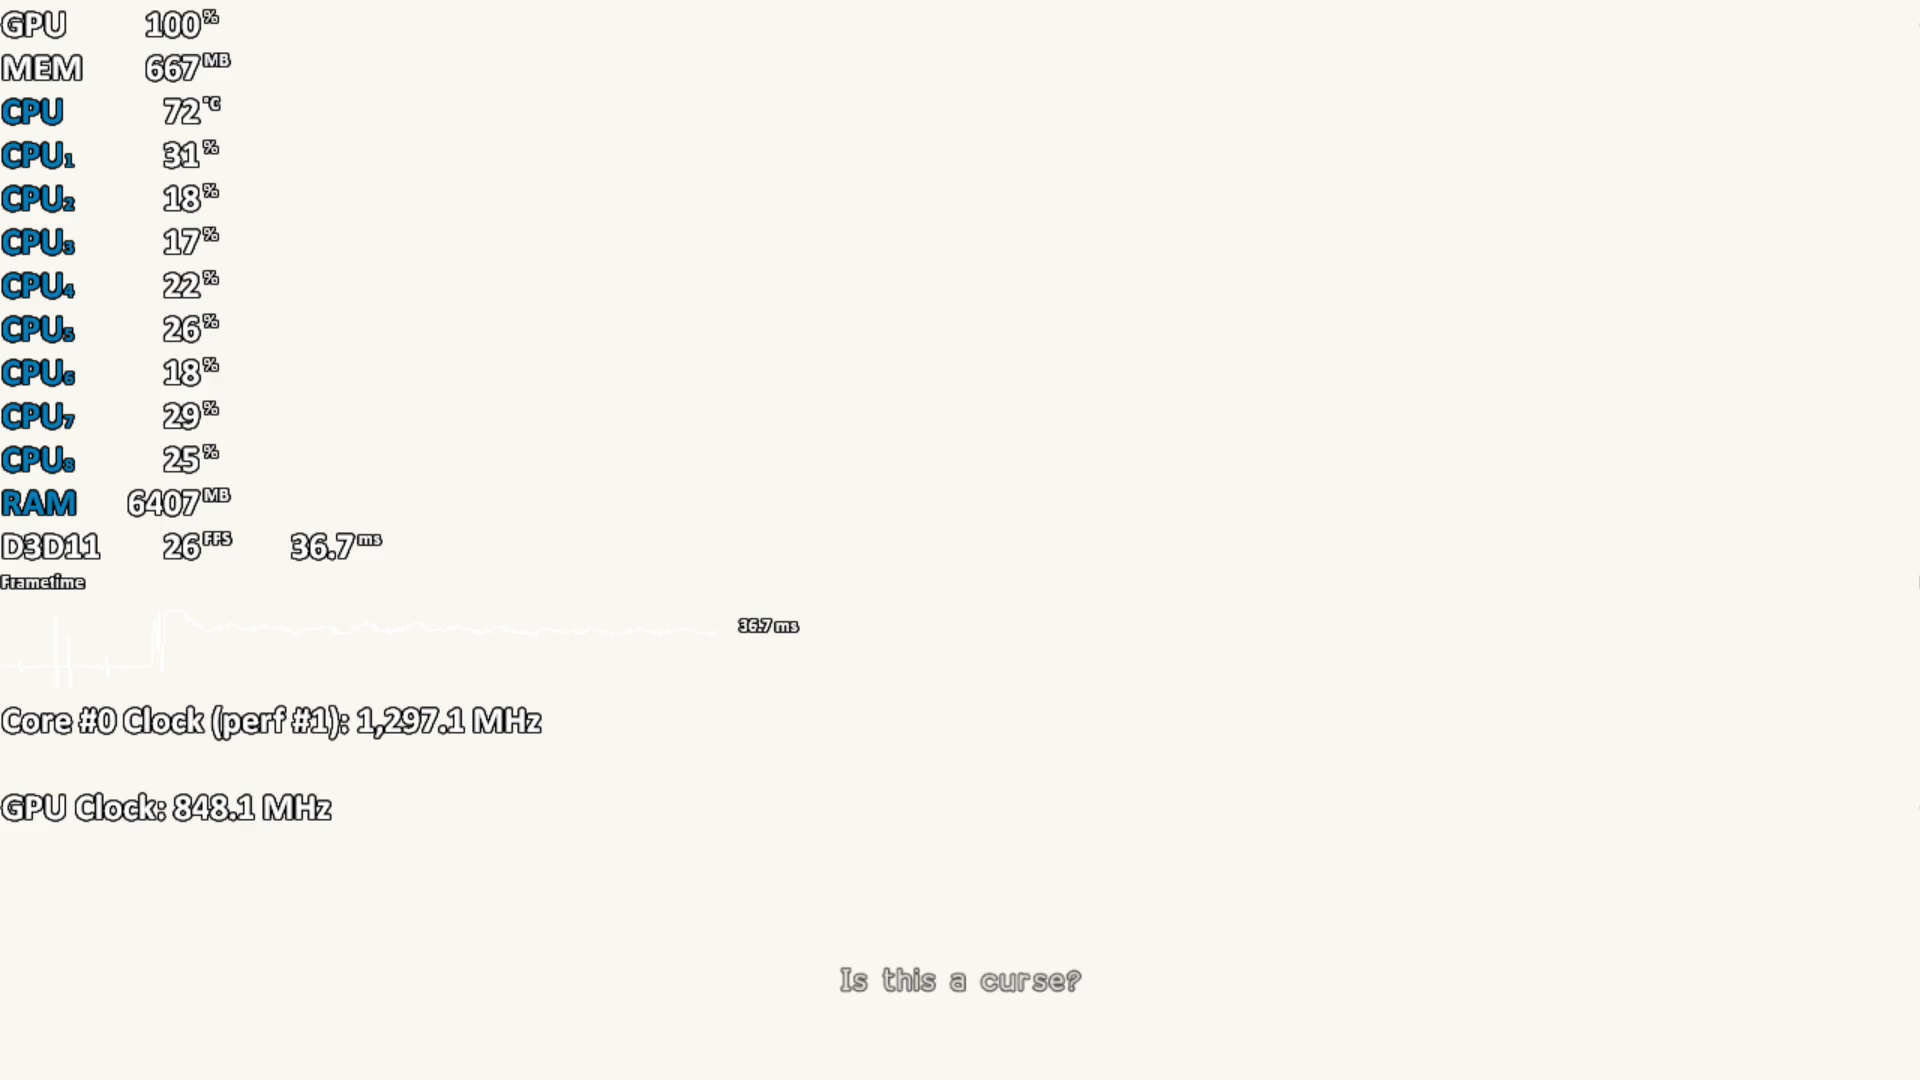 GPU 100%
MEM 667MB
CPU 72°C
CPU1 31%
CPU2 18%
CPU3 17%
CPU4 22%
CPU5 26%
CPU6 18%
CPU7 29%
CPU8 25%
RAM 6407MB
D3D11 26FPS 36.7ms
Frametime
36.7 ms
Core #0 Clock (perf #1): 1,297.1 MHz
GPU Clock: 848.1 MHz
Is this a curse?